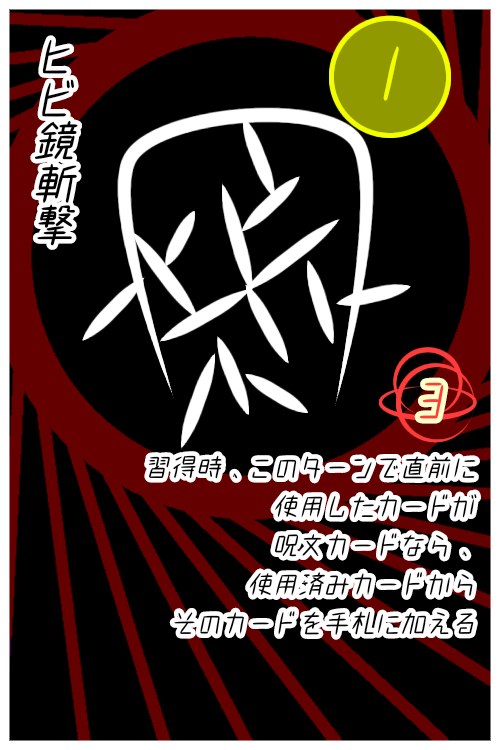 ヒビ鏡斬撃
1
3
習得時、このターンで直前に
使用したカードが
呪文カードなら、
使用済みカードから
そのカードを手札に加える